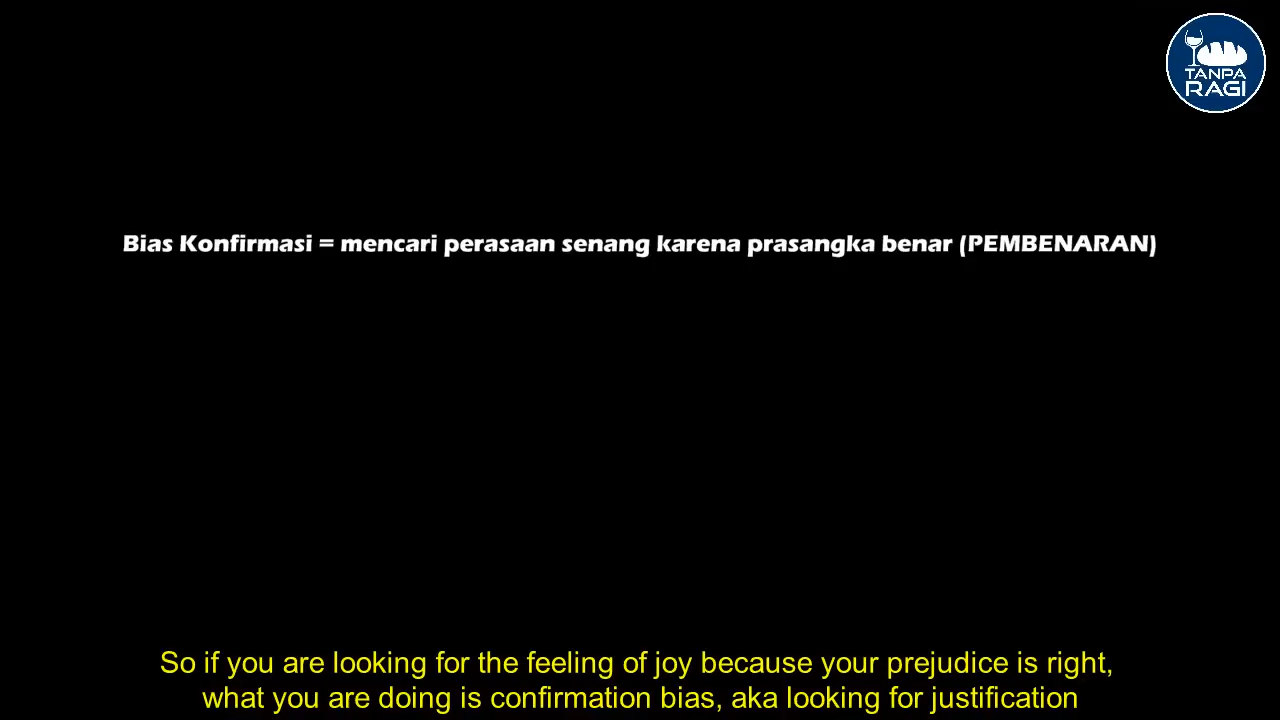 TANPA
RAGI
Bias Konfirmasi = mencari perasaan senang karena prasangka benar (PEMBENARAN)
So if you are looking for the feeling of joy because your prejudice is right,
what you are doing is confirmation bias, aka looking for justification